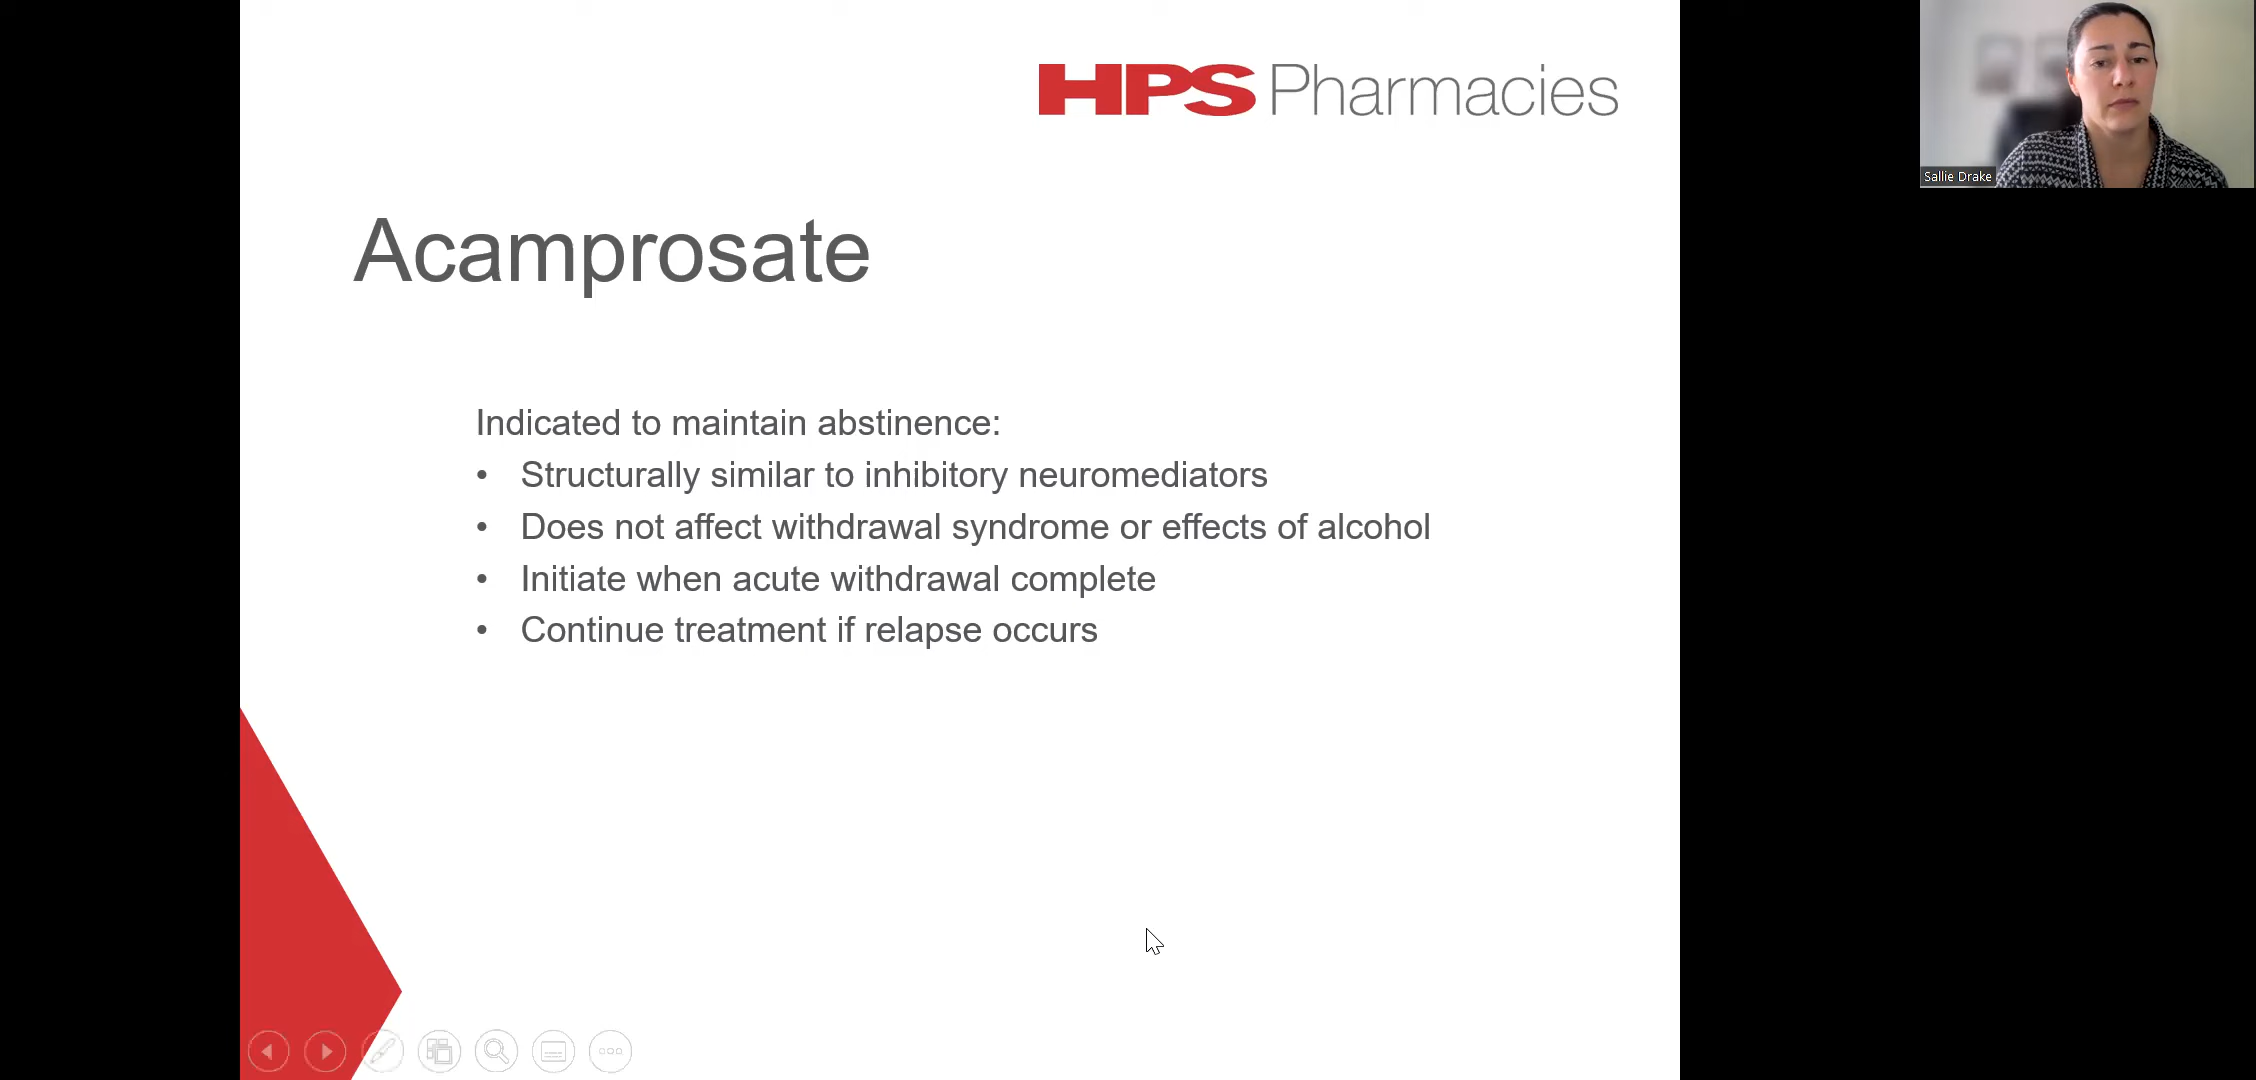 HPS Pharmacies
Sallie Drake
Acamprosate
Indicated to maintain abstinence:
• Structurally similar to inhibitory neuromediators
• Does not affect withdrawal syndrome or effects of alcohol
• Initiate when acute withdrawal complete
• Continue treatment if relapse occurs